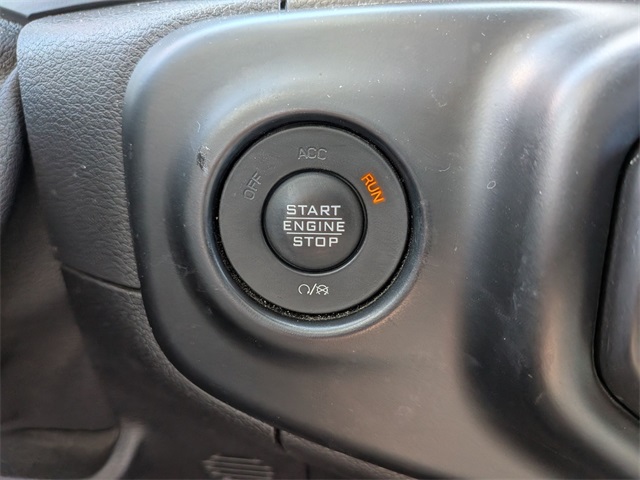 ACC
OFF
RUN
START
ENGINE
STOP